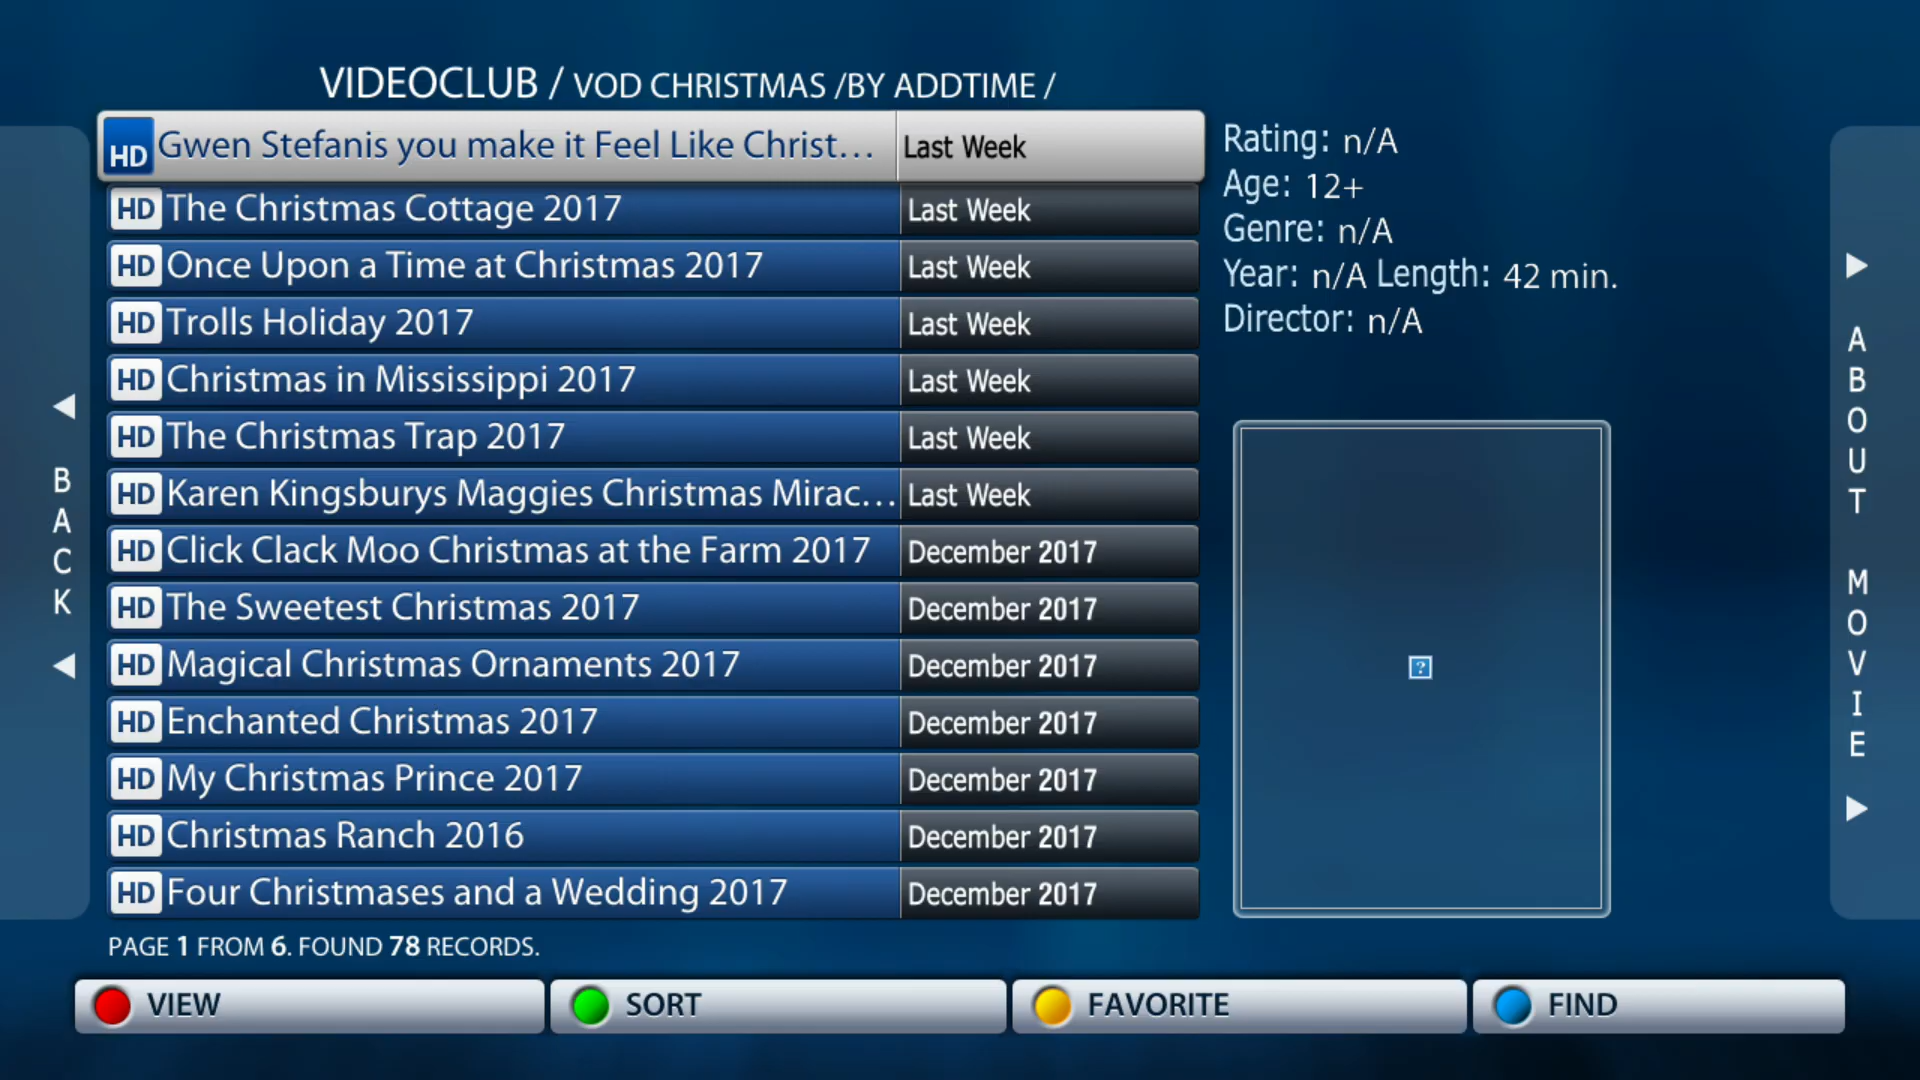 VIDEOCLUB / VOD CHRISTMAS /BY ADDTIME /
HD Gwen Stefanis you make it Feel Like Christ... Last Week
HD The Christmas Cottage 2017 Last Week
HD Once Upon a Time at Christmas 2017 Last Week
HD Trolls Holiday 2017 Last Week
HD Christmas in Mississippi 2017 Last Week
HD The Christmas Trap 2017 Last Week
HD Karen Kingsburys Maggies Christmas Mirac... Last Week
HD Click Clack Moo Christmas at the Farm 2017 December 2017
HD The Sweetest Christmas 2017 December 2017
HD Magical Christmas Ornaments 2017 December 2017
HD Enchanted Christmas 2017 December 2017
HD My Christmas Prince 2017 December 2017
HD Christmas Ranch 2016 December 2017
HD Four Christmases and a Wedding 2017 December 2017
PAGE 1 FROM 6. FOUND 78 RECORDS.
Rating: n/A
Age: 12+
Genre: n/A
Year: n/A Length: 42 min.
Director: n/A
?
BACK
ABOUT MOVIE
VIEW SORT FAVORITE FIND